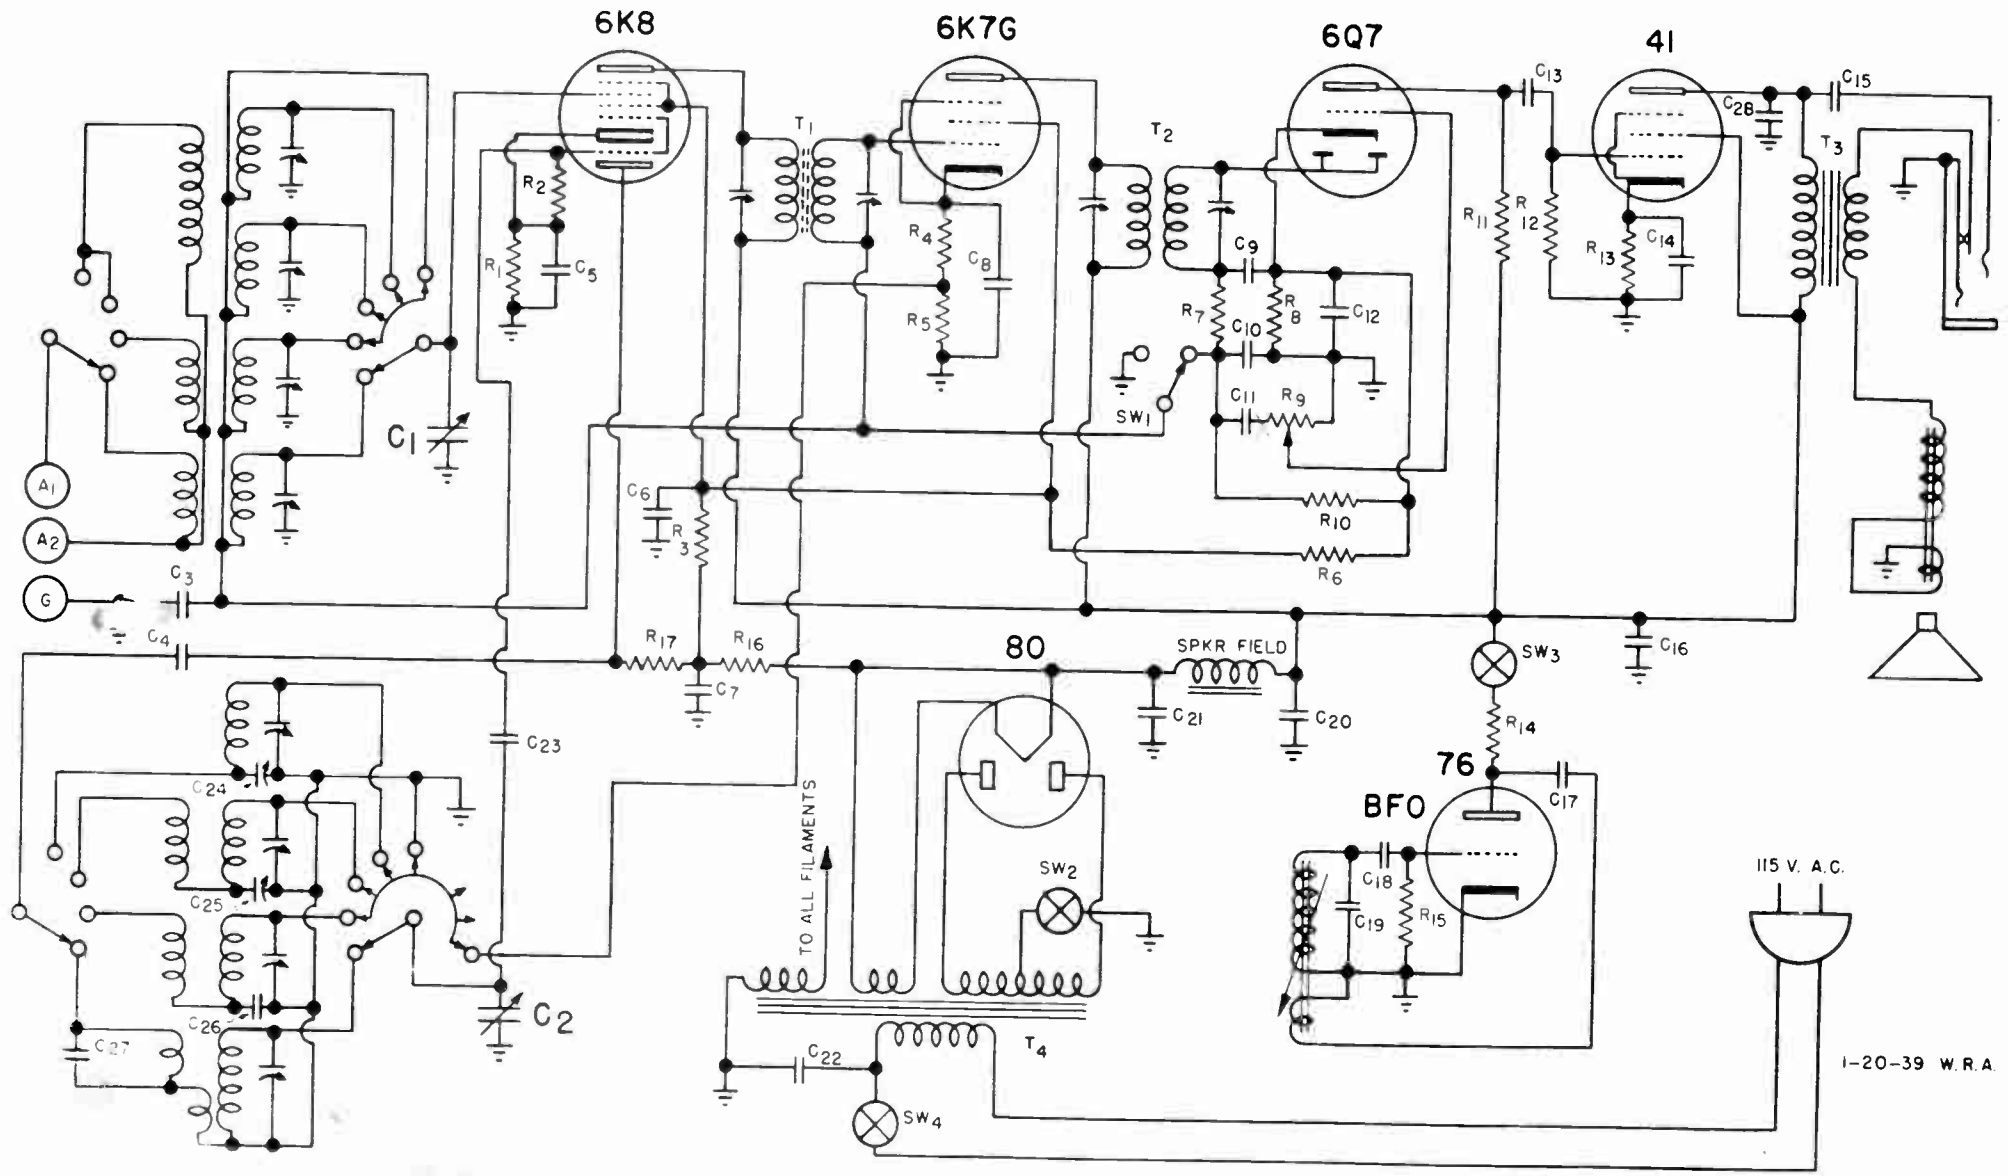 6K8
6K7G
6Q7
41
C13
C15
C28
T1
T2
T3
R2
R1
C5
R4
C8
R5
C9
R7
R8
C12
C10
R11
R12
R13
C14
SW1
C11
R9
C1
A1
A2
G
C3
C4
C6
R3
R10
R6
R17
R16
C7
80
SPKR FIELD
C21
C20
SW3
C16
R14
76
C17
BFO
C23
C24
C25
C26
C27
C2
TO ALL FILAMENTS
SW2
C18
C19
R15
115 V. A.C.
T4
C22
SW4
1-20-39 W.R.A.